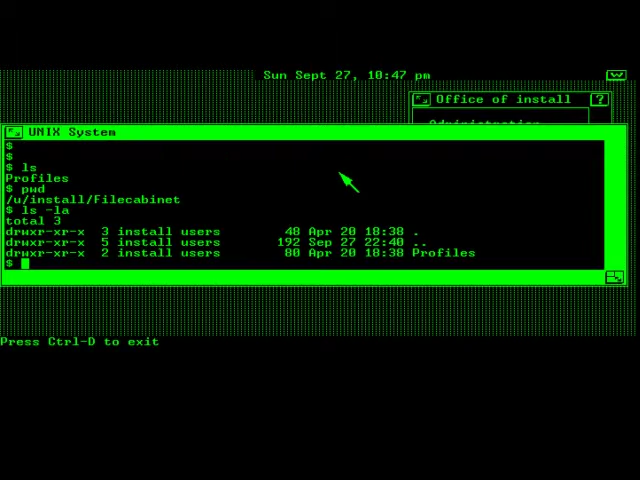 Sun Sept 27, 10:47 pm
Office of install ?
Administration
UNIX System
$
$
$ ls
Profiles
$ pwd
/u/install/Filecabinet
$ ls -la
total 3
drwxr-xr-x  3 install users        48 Apr 20 18:38 .
drwxr-xr-x  5 install users       192 Sep 27 22:40 ..
drwxr-xr-x  2 install users        80 Apr 20 18:38 Profiles
$
Press Ctrl-D to exit